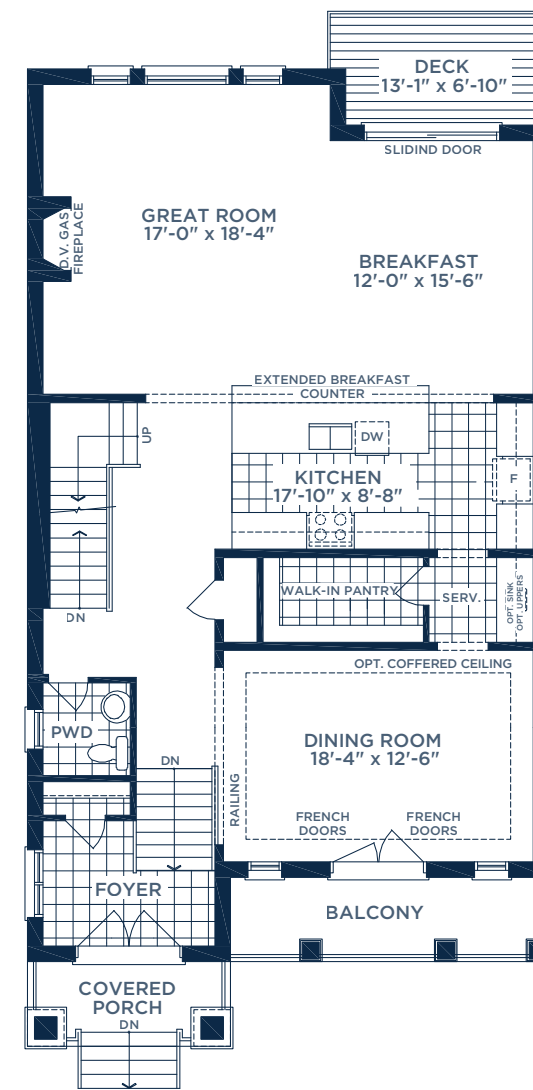 DECK
13'-1" x 6'-10"
SLIDIND DOOR
GREAT ROOM
17'-0" x 18'-4"
D.V. GAS
FIREPLACE
BREAKFAST
12'-0" x 15'-6"
EXTENDED BREAKFAST
COUNTER
UP
DW
F
KITCHEN
17'-10" x 8'-8"
DN
WALK-IN PANTRY
SERV.
OPT. SINK
OPT. UPPERS
OPT. COFFERED CEILING
PWD
DINING ROOM
18'-4" x 12'-6"
DN
RAILING
FRENCH
DOORS
FRENCH
DOORS
FOYER
BALCONY
COVERED
PORCH
DN